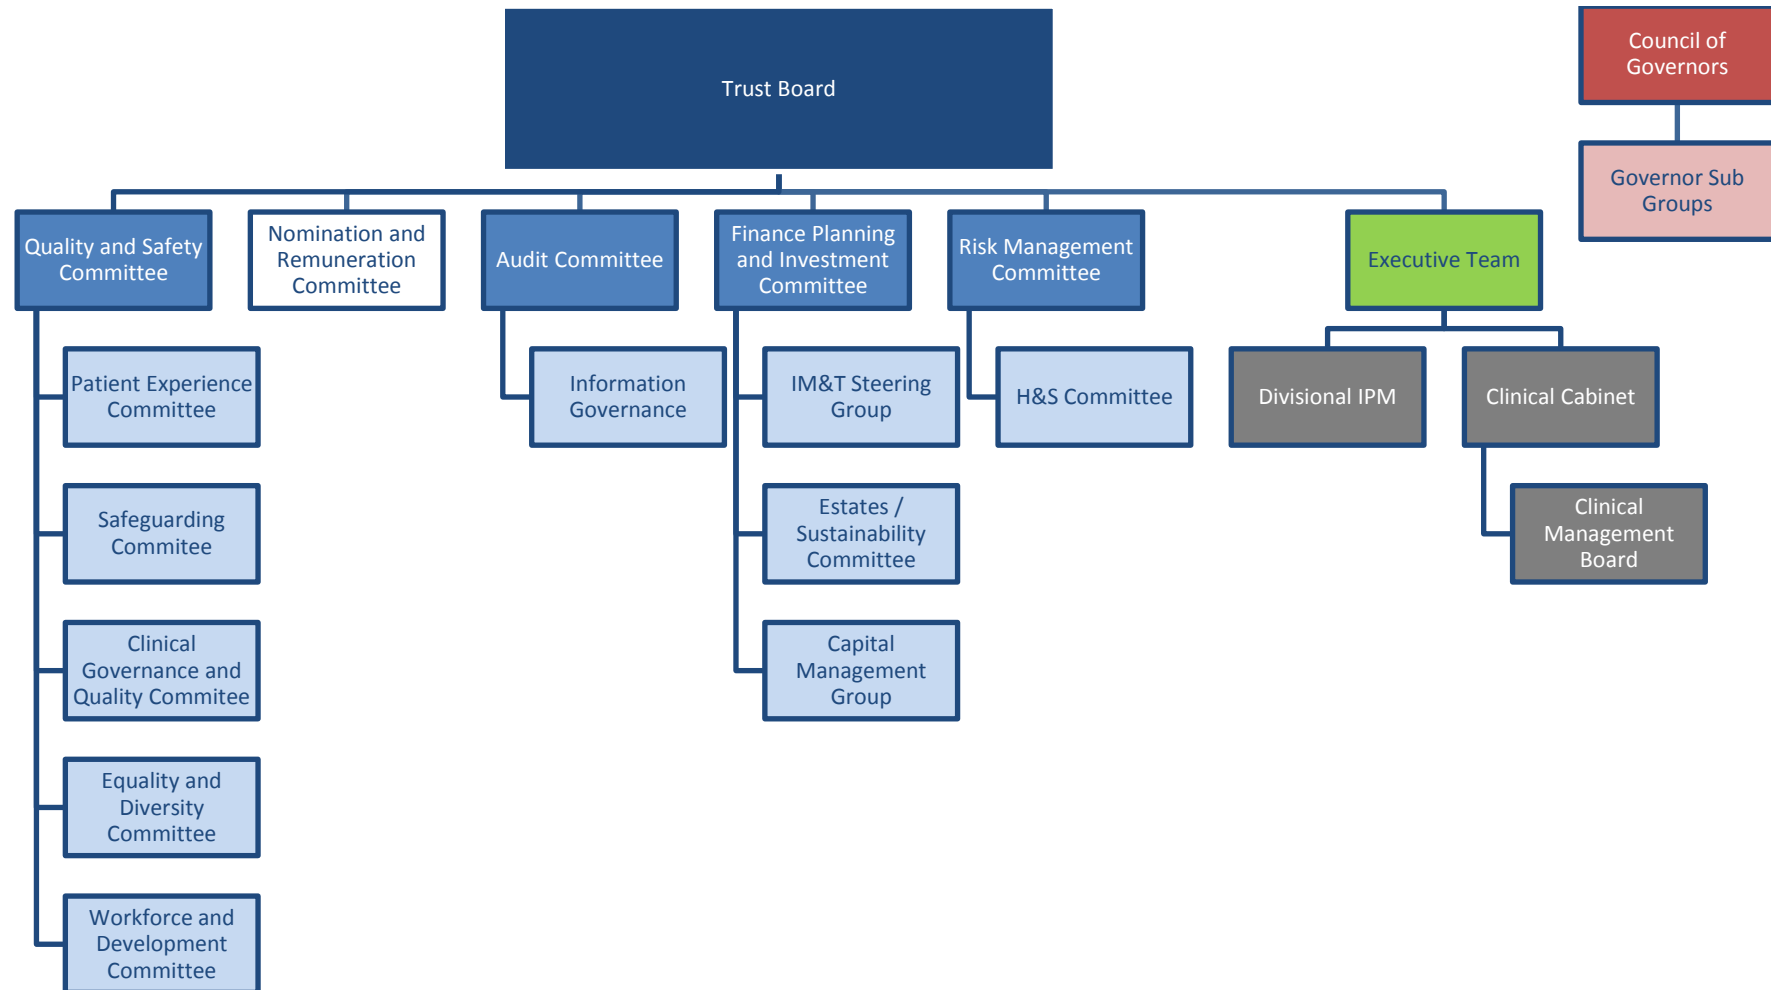 Trust Board
Council of
Governors
Governor Sub
Groups
Quality and Safety
Committee
Nomination and
Remuneration
Committee
Audit Committee
Finance Planning
and Investment
Committee
Risk Management
Committee
Executive Team
Patient Experience
Committee
Information
Governance
IM&T Steering
Group
H&S Committee
Divisional IPM
Clinical Cabinet
Safeguarding
Commitee
Estates /
Sustainability
Committee
Clinical
Management
Board
Clinical
Governance and
Quality Commitee
Capital
Management
Group
Equality and
Diversity
Committee
Workforce and
Development
Committee